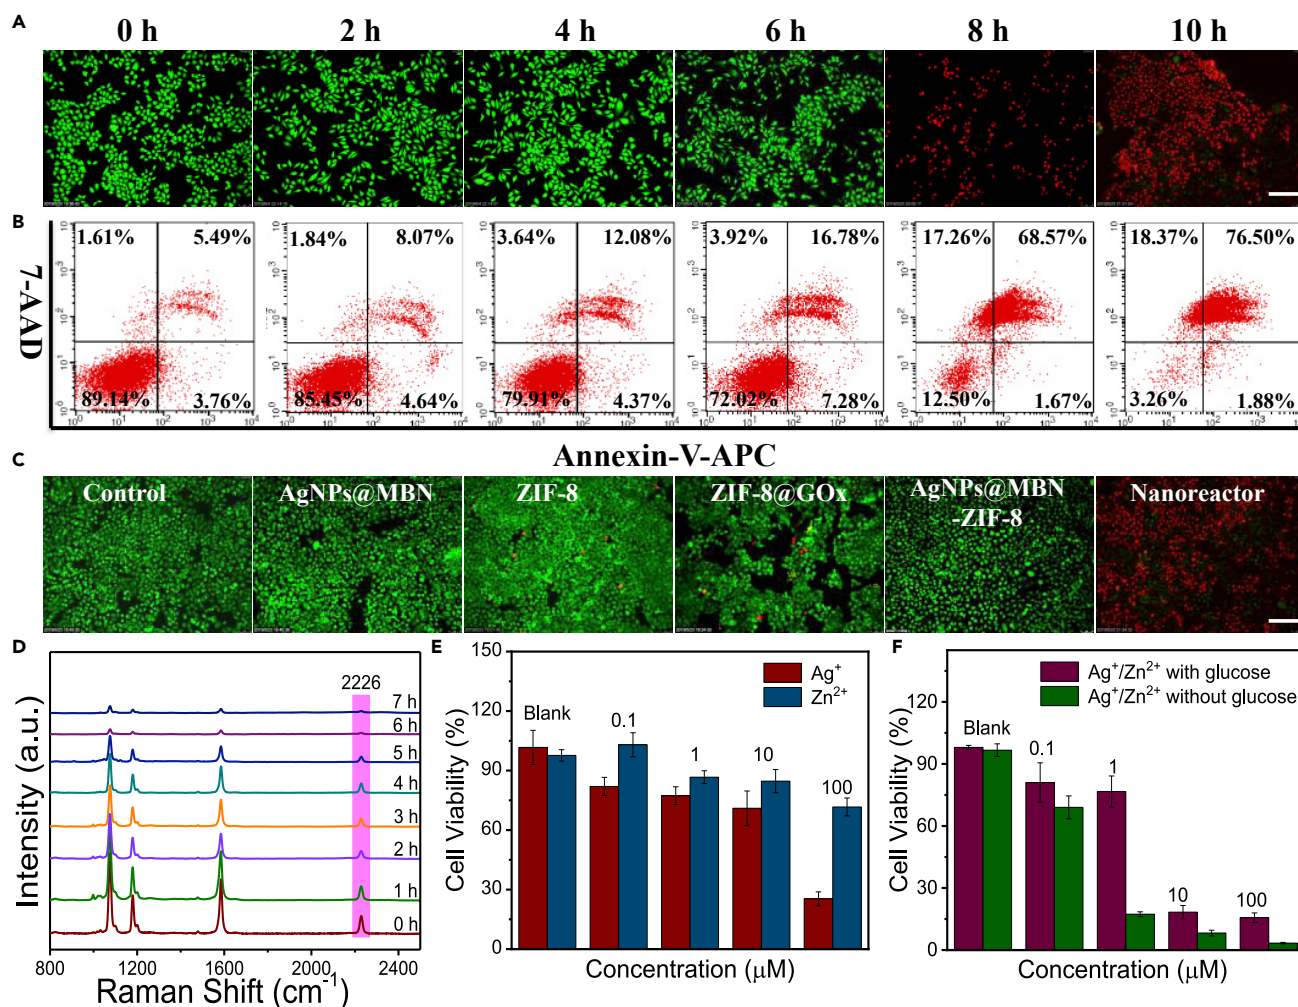 A
0 h 2 h 4 h 6 h 8 h 10 h
B
1.61% 5.49% 1.84% 8.07% 3.64% 12.08% 3.92% 16.78% 17.26% 68.57% 18.37% 76.50%
7-AAD
89.14% 3.76% 85.45% 4.64% 79.91% 4.37% 72.02% 7.28% 12.50% 1.67% 3.26% 1.88%
Annexin-V-APC
C
Control AgNPs@MBN ZIF-8 ZIF-8@GOx AgNPs@MBN
-ZIF-8
Nanoreactor
D
2226
7 h
6 h
5 h
4 h
3 h
2 h
1 h
0 h
Intensity (a.u.)
800 1200 1600 2000 2400
Raman Shift (cm⁻¹)
E
150
120
90
60
30
0
Cell Viability (%)
Ag⁺
Zn²⁺
Blank 0.1 1 10 100
Concentration (μM)
F
120
90
60
30
0
Cell Viability (%)
Ag⁺/Zn²⁺ with glucose
Ag⁺/Zn²⁺ without glucose
Blank 0.1 1 10 100
Concentration (μM)